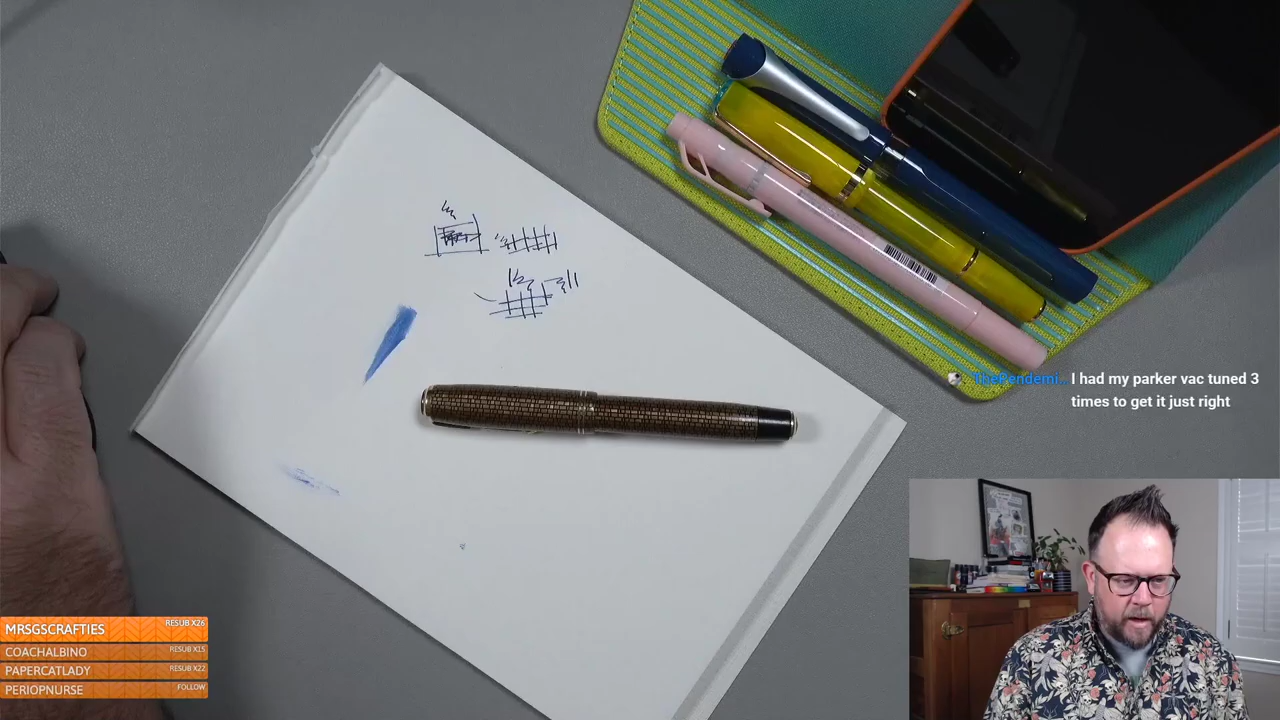 ThePendemi... I had my parker vac tuned 3
times to get it just right
MRSGSCRAFTIES RESUB X26
COACHALBINO RESUB X15
PAPERCATLADY RESUB X22
PERIOPNURSE FOLLOW